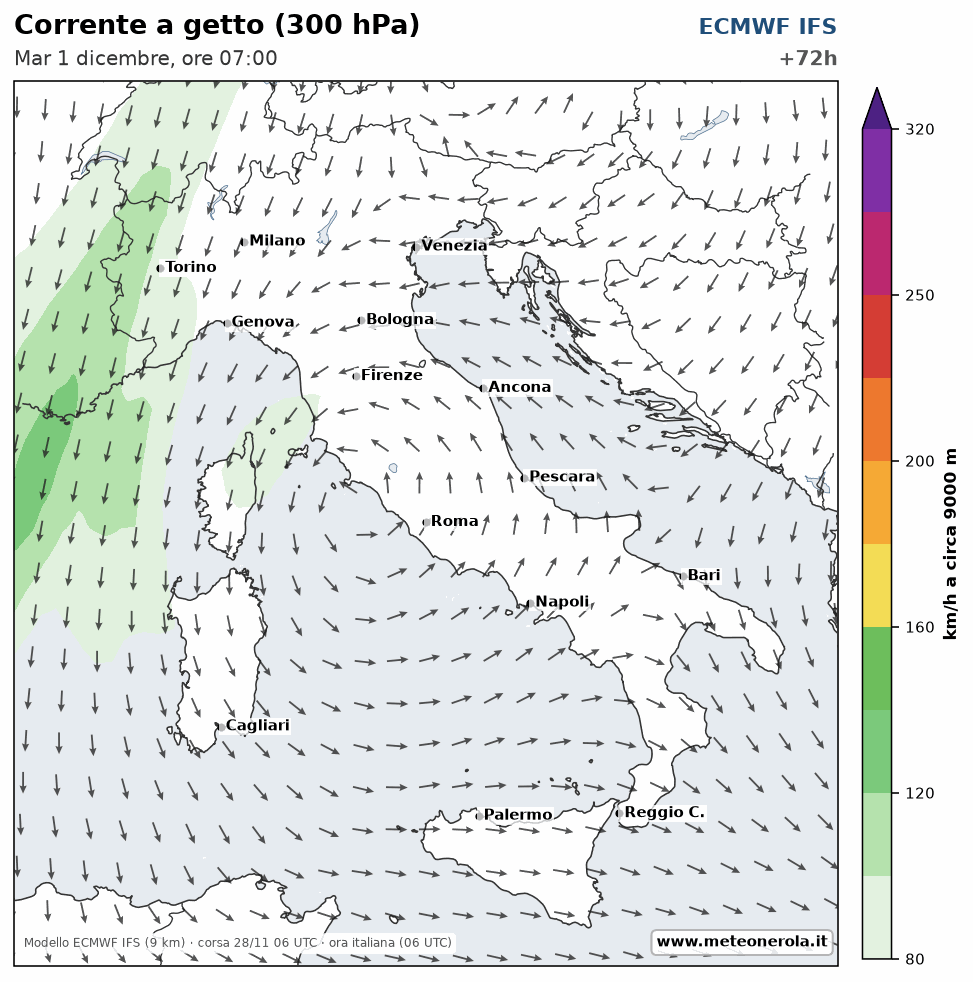 Corrente a getto (300 hPa)
ECMWF IFS
Mar 1 dicembre, ore 07:00
+72h
320
Milano
Venezia
Torino
250
Genova
Bologna
Firenze
Ancona
200
km/h a circa 9000 m
Pescara
Roma
Bari
Napoli
160
Cagliari
120
Palermo
Reggio C.
Modello ECMWF IFS (9 km) · corsa 28/11 06 UTC · ora italiana (06 UTC)
www.meteonerola.it
80